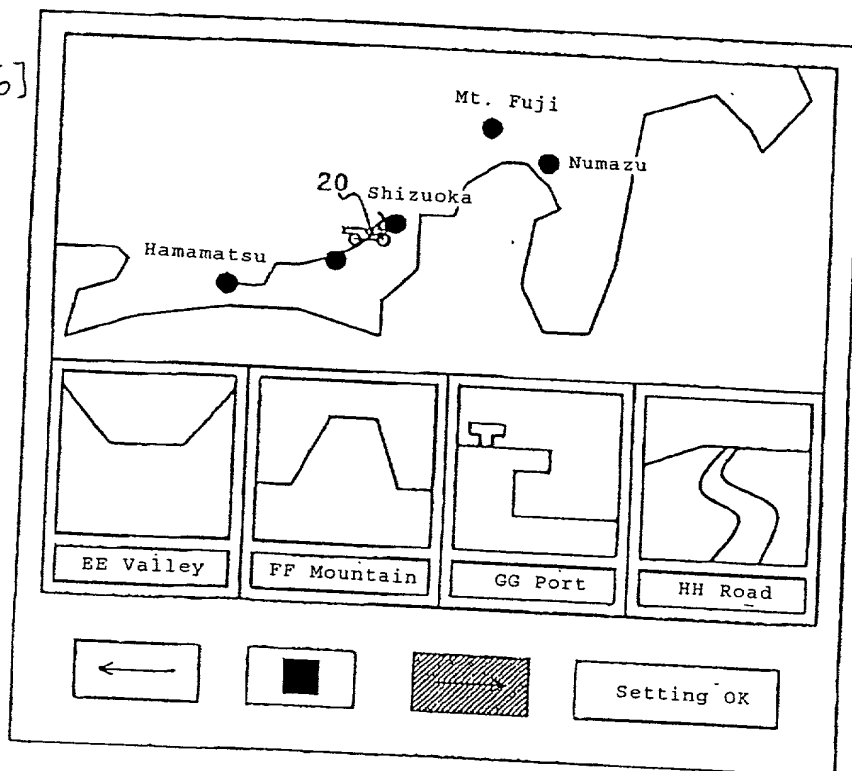 6]
Mt. Fuji
Numazu
20
Shizuoka
Hamamatsu
EE Valley
FF Mountain
GG Port
HH Road
Setting OK